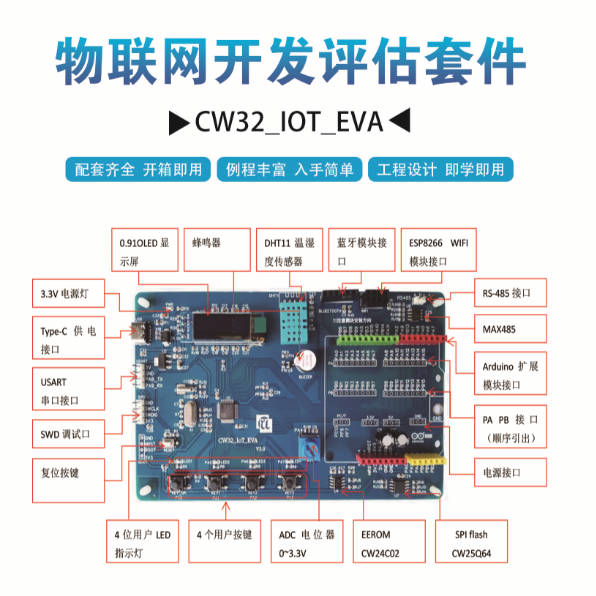 物联网开发评估套件
▶CW32_IOT_EVA◀
配套齐全 开箱即用
例程丰富 入手简单
工程设计 即学即用
0.91OLED显
示屏
蜂鸣器
DHT11 温湿
度传感器
蓝牙模块接
口
ESP8266 WIFI
模块接口
3.3V 电源灯
Type-C 供电
接口
USART
串口接口
SWD 调试口
复位按键
RS-485 接口
MAX485
Arduino 扩展
模块接口
PA PB 接口
（顺序引出）
电源接口
CW32_IoT_EVA
4 位用户 LED
指示灯
4 个用户按键
ADC 电位器
0~3.3V
EEROM
CW24C02
SPI flash
CW25Q64